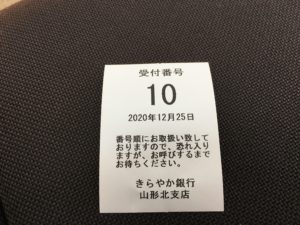 受付番号
10
2020年12月25日
番号順にお取扱い致して
おりますので、恐れ入り
ますが、お呼びするまで
お待ちください。
きらやか銀行
山形北支店